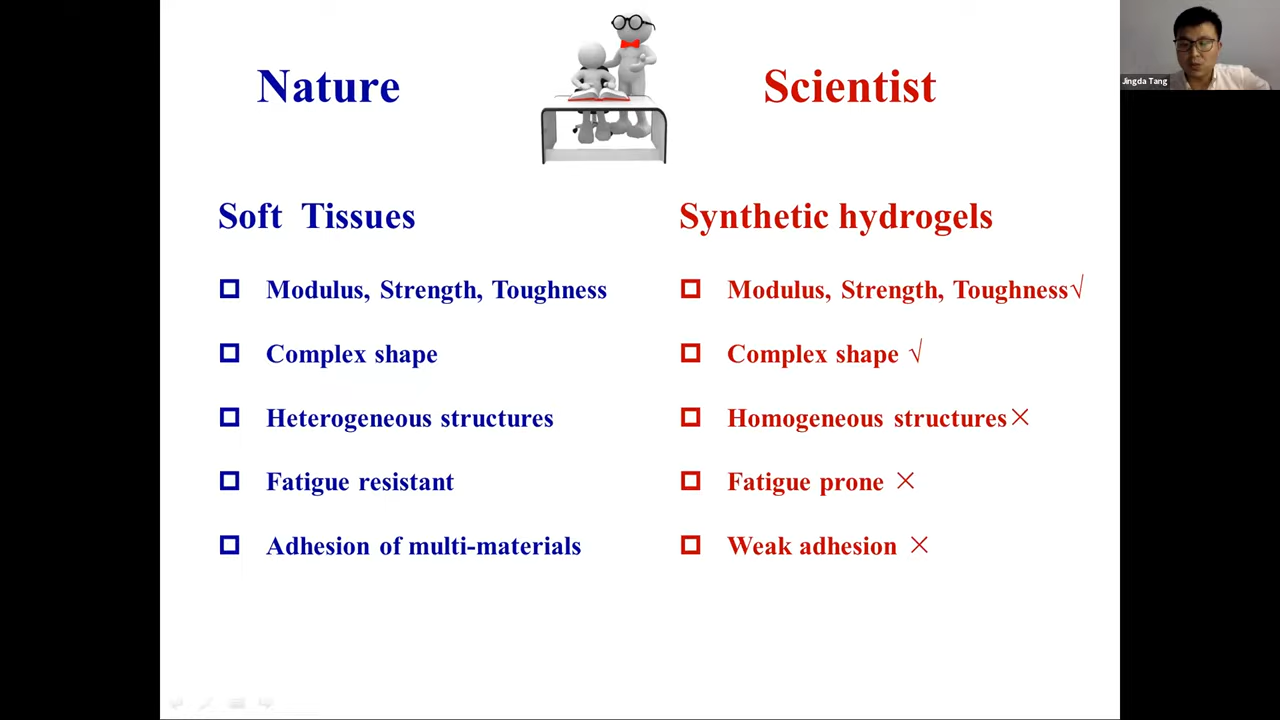 Nature
Scientist
Jingda Tang
Soft Tissues
Synthetic hydrogels
Modulus, Strength, Toughness
Modulus, Strength, Toughness√
Complex shape
Complex shape √
Heterogeneous structures
Homogeneous structures×
Fatigue resistant
Fatigue prone ×
Adhesion of multi-materials
Weak adhesion ×